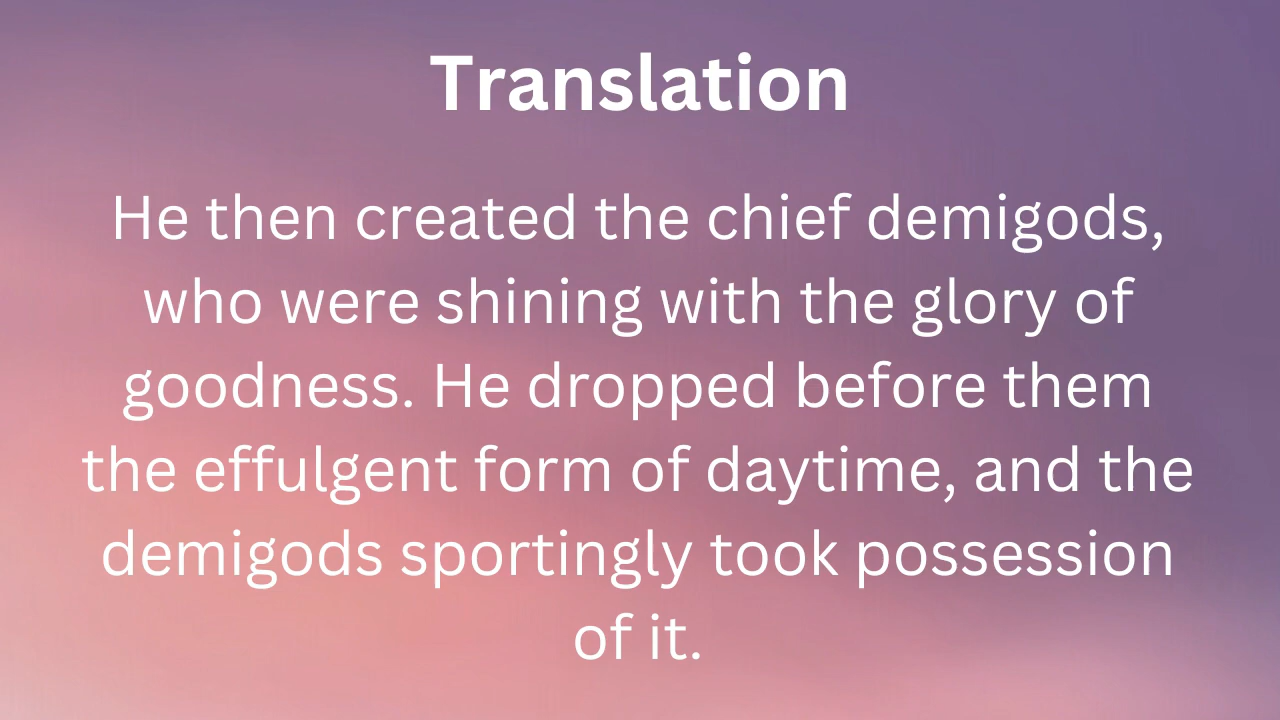 Translation
He then created the chief demigods,
who were shining with the glory of
goodness. He dropped before them
the effulgent form of daytime, and the
demigods sportingly took possession
of it.